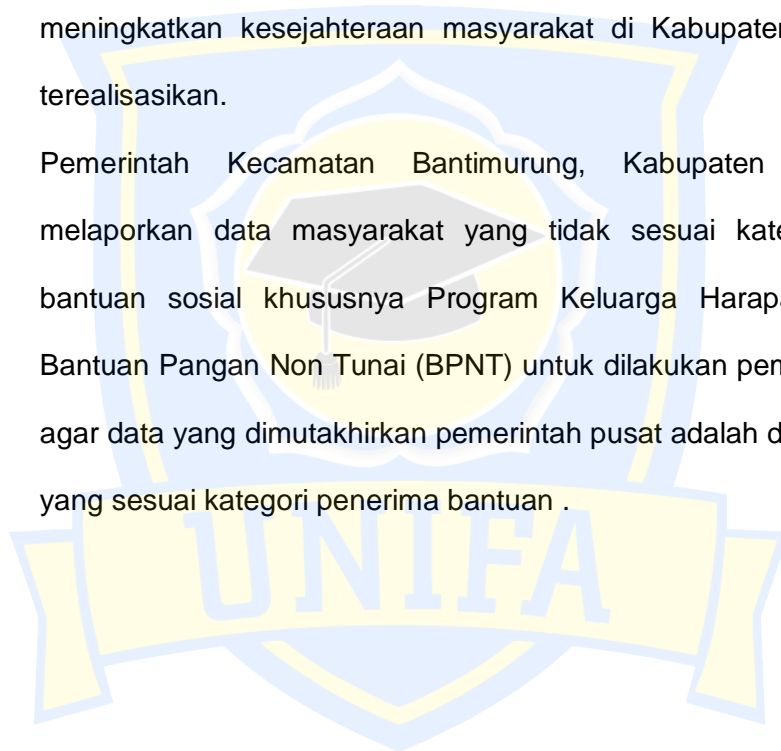 meningkatkan kesejahteraan masyarakat di Kabupaten
terealisasikan.
Pemerintah Kecamatan Bantimurung, Kabupaten
melaporkan data masyarakat yang tidak sesuai
bantuan sosial khususnya Program Keluarga
Bantuan Pangan Non Tunai (BPNT) untuk dilakukan
agar data yang dimutakhirkan pemerintah pusat adalah
yang sesuai kategori penerima bantuan .
UNIFA